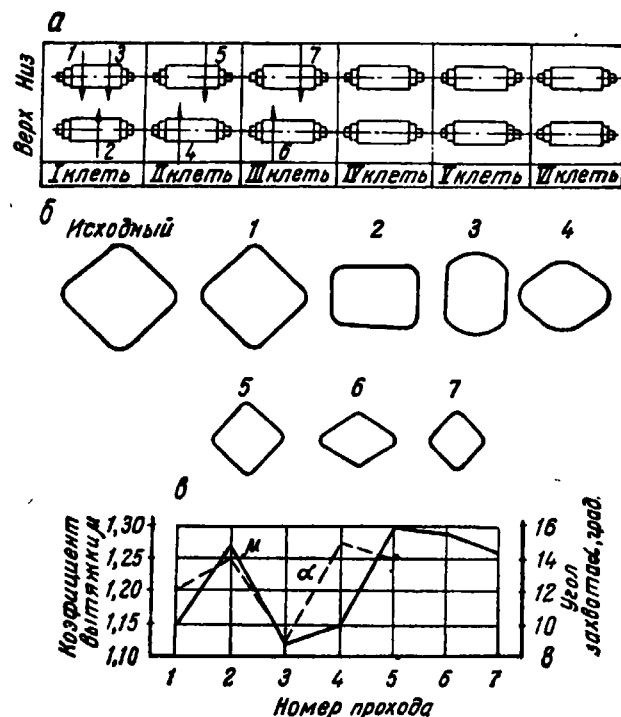 а
Низ
Верх
1 3 5 7
2 4 6
I клеть II клеть III клеть IV клеть V клеть VI клеть
б
Исходный 1 2 3 4
5 6 7
в
Коэфициент вытяжки μ
1,30
1,25
1,20
1,15
1,10
μ
α
16
14
12
10
8
Угол захвата α, град.
1 2 3 4 5 6 7
Номер прохода